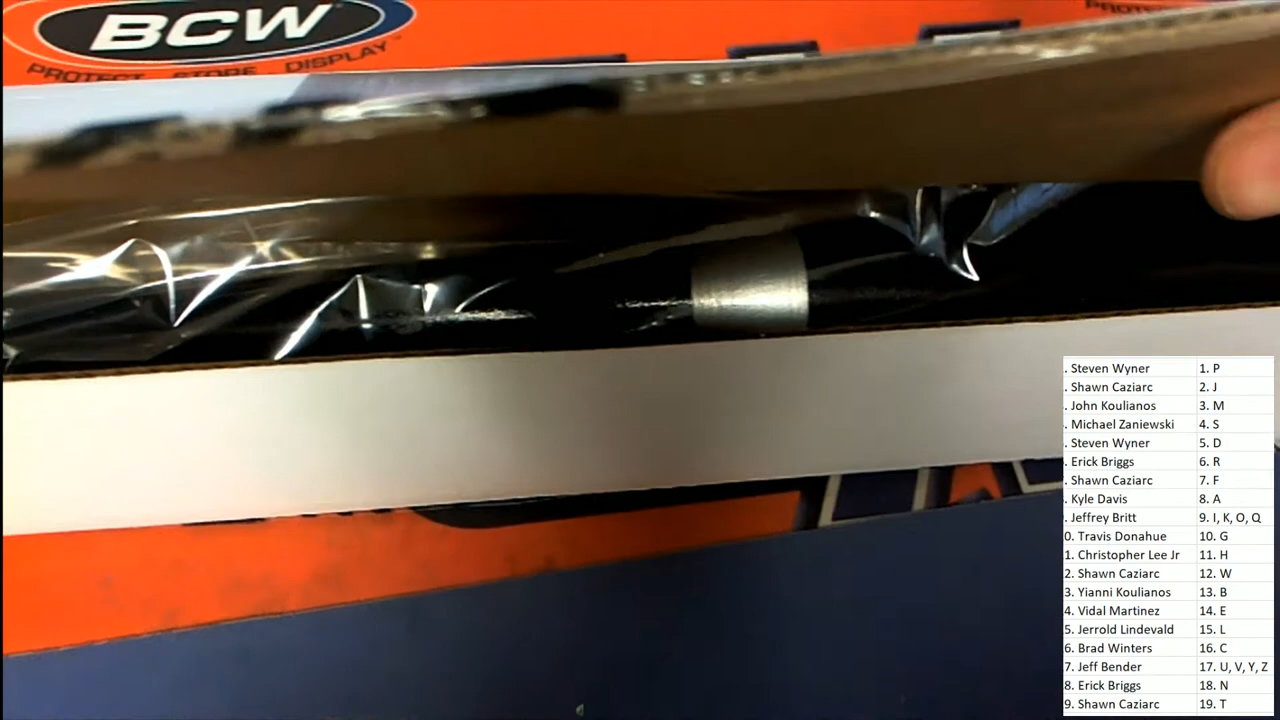 BCW
PROTECT STORE DISPLAY
. Steven Wyner 1. P
. Shawn Caziarc 2. J
. John Koulianos 3. M
. Michael Zaniewski 4. S
. Steven Wyner 5. D
. Erick Briggs 6. R
. Shawn Caziarc 7. F
. Kyle Davis 8. A
. Jeffrey Britt 9. I, K, O, Q
0. Travis Donahue 10. G
1. Christopher Lee Jr 11. H
2. Shawn Caziarc 12. W
3. Yianni Koulianos 13. B
4. Vidal Martinez 14. E
5. Jerrold Lindevald 15. L
6. Brad Winters 16. C
7. Jeff Bender 17. U, V, Y, Z
8. Erick Briggs 18. N
9. Shawn Caziarc 19. T